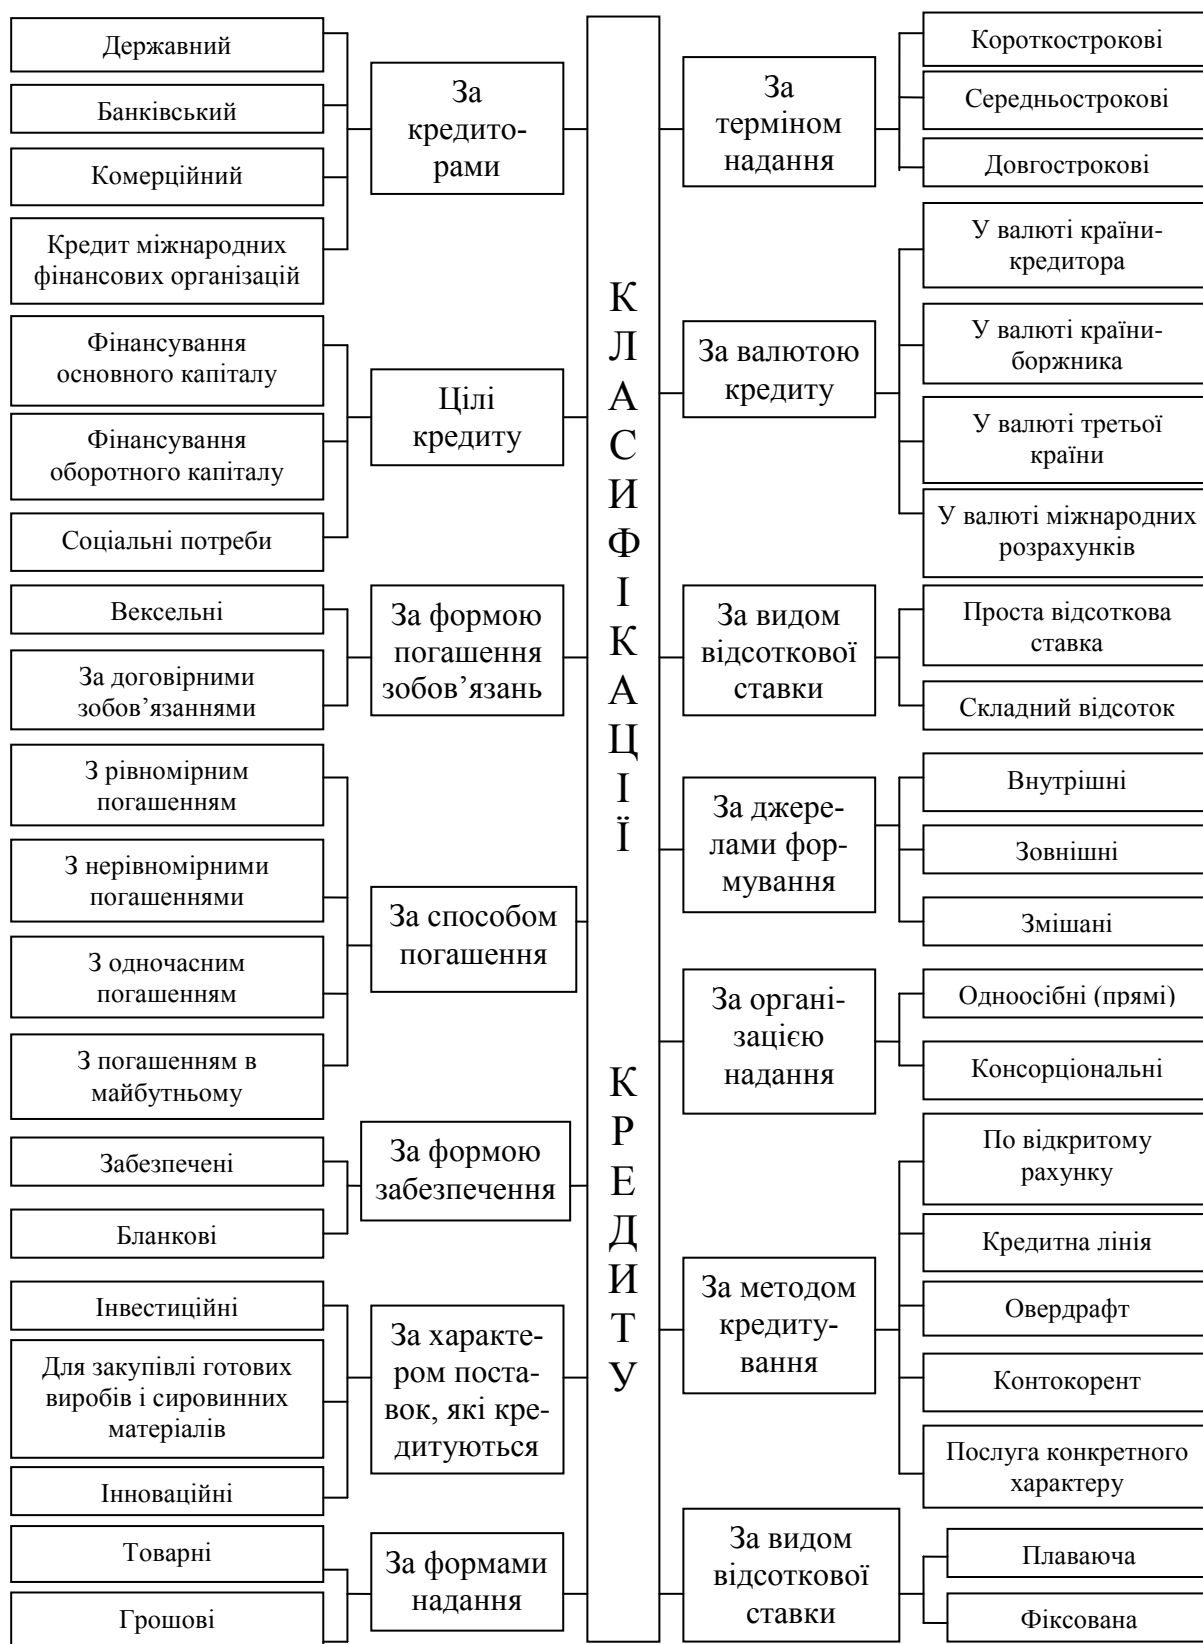 Державний
Банківський
Комерційний
Кредит міжнародних
фінансових організацій
За
кредито-
рами
Фінансування
основного капіталу
Фінансування
оборотного капіталу
Соціальні потреби
Цілі
кредиту
Вексельні
За договірними
зобов’язаннями
За формою
погашення
зобов’язань
З рівномірним
погашенням
З нерівномірними
погашеннями
З одночасним
погашенням
З погашенням в
майбутньому
За способом
погашення
Забезпечені
Бланкові
За формою
забезпечення
Інвестиційні
Для закупівлі готових
виробів і сировинних
матеріалів
Інноваційні
За характе-
ром поста-
вок, які кре-
дитуються
Товарні
Грошові
За формами
надання
К
Л
А
С
И
Ф
І
К
А
Ц
І
Ї
К
Р
Е
Д
И
Т
У
За
терміном
надання
Короткострокові
Середньострокові
Довгострокові
За валютою
кредиту
У валюті країни-
кредитора
У валюті країни-
боржника
У валюті третьої
країни
У валюті міжнародних
розрахунків
За видом
відсоткової
ставки
Проста відсоткова
ставка
Складний відсоток
За джере-
лами фор-
мування
Внутрішні
Зовнішні
Змішані
За органі-
зацією
надання
Одноосібні (прямі)
Консорціональні
За методом
кредиту-
вання
По відкритому
рахунку
Кредитна лінія
Овердрафт
Контокорент
Послуга конкретного
характеру
За видом
відсоткової
ставки
Плаваюча
Фіксована